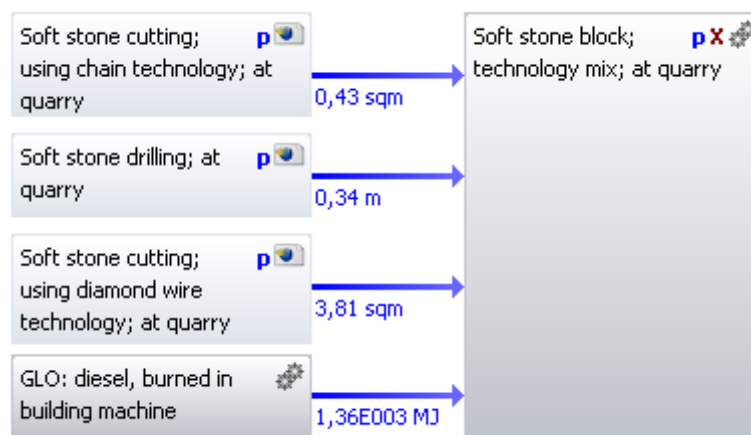 Soft stone cutting; p
using chain technology; at
quarry
0,43 sqm
Soft stone drilling; at p
quarry
0,34 m
Soft stone cutting; p
using diamond wire
technology; at quarry
3,81 sqm
GLO: diesel, burned in
building machine
1,36E003 MJ
Soft stone block; p X
technology mix; at quarry